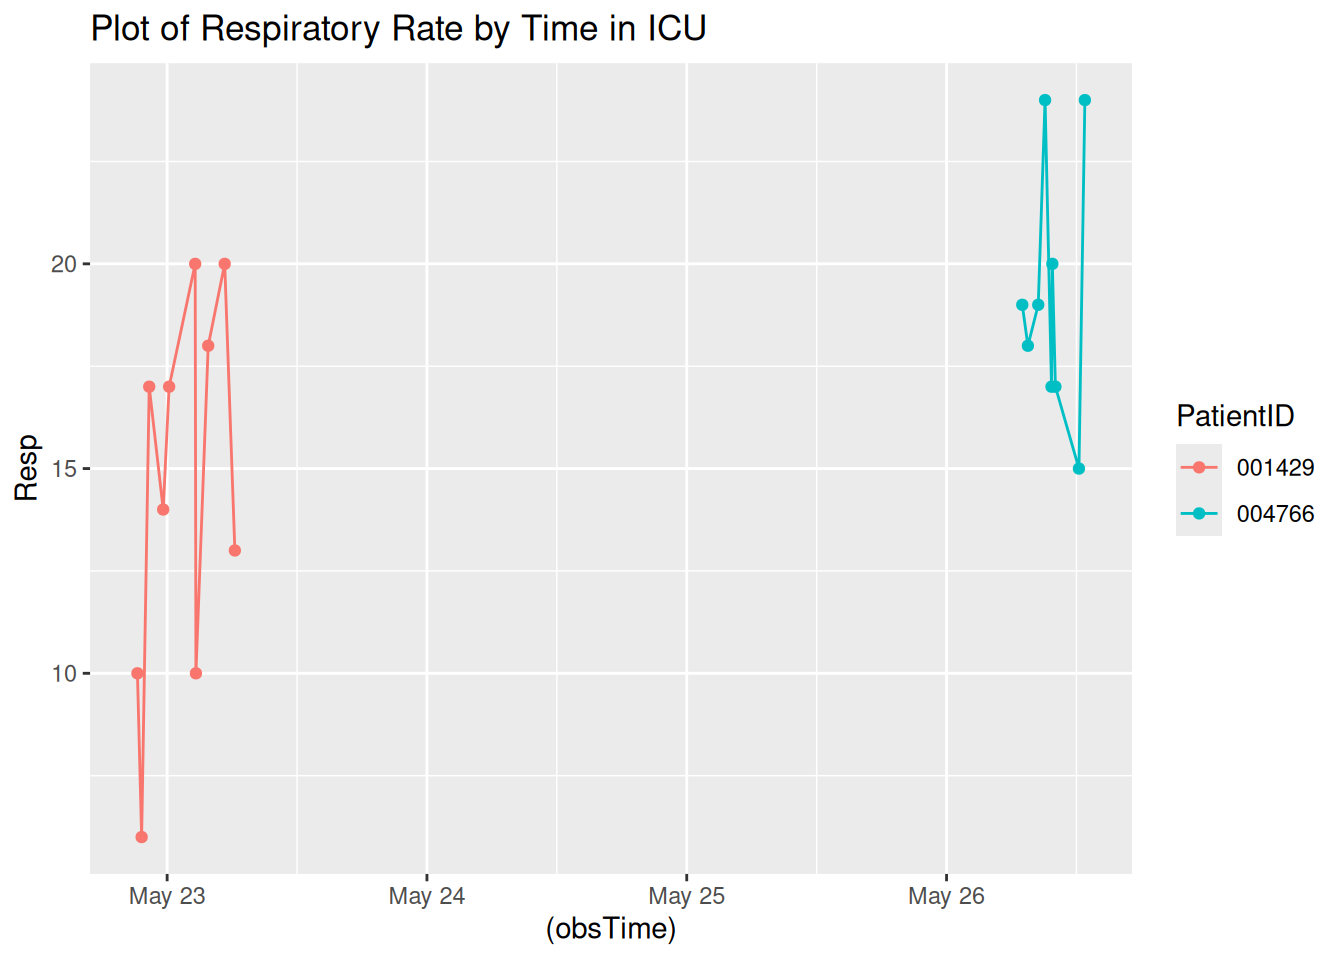 Plot of Respiratory Rate by Time in ICU
Resp
20
15
10
May 23 May 24 May 25 May 26
(obsTime)
PatientID
001429
004766